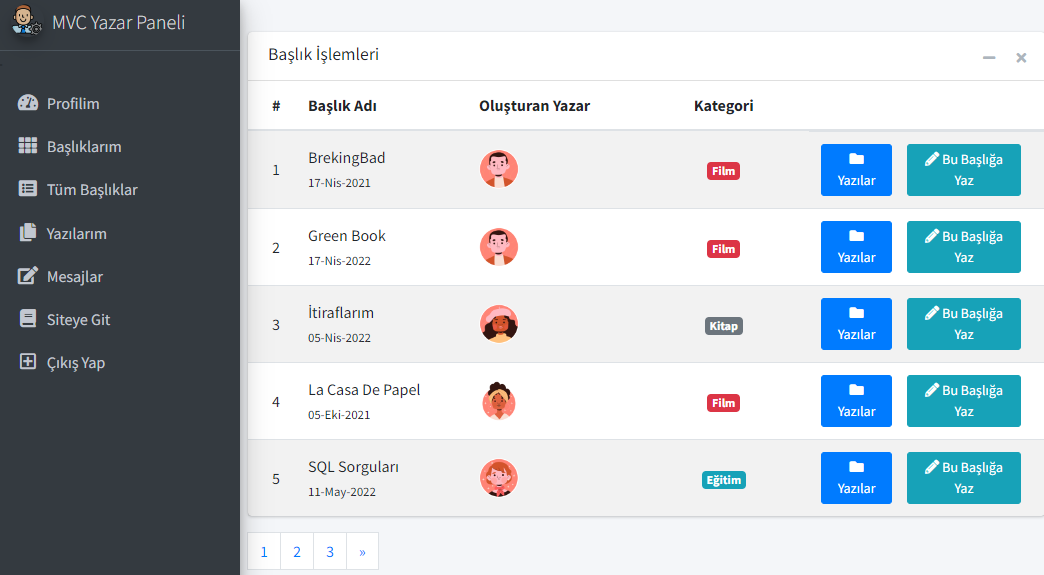 MVC Yazar Paneli
Profilim
Başlıklarım
Tüm Başlıklar
Yazılarım
Mesajlar
Siteye Git
Çıkış Yap
Başlık İşlemleri
# Başlık Adı Oluşturan Yazar Kategori
1 BrekingBad 17-Nis-2021 Film Yazılar Bu Başlığa Yaz
2 Green Book 17-Nis-2022 Film Yazılar Bu Başlığa Yaz
3 İtiraflarım 05-Nis-2022 Kitap Yazılar Bu Başlığa Yaz
4 La Casa De Papel 05-Eki-2021 Film Yazılar Bu Başlığa Yaz
5 SQL Sorguları 11-May-2022 Eğitim Yazılar Bu Başlığa Yaz
1 2 3 »